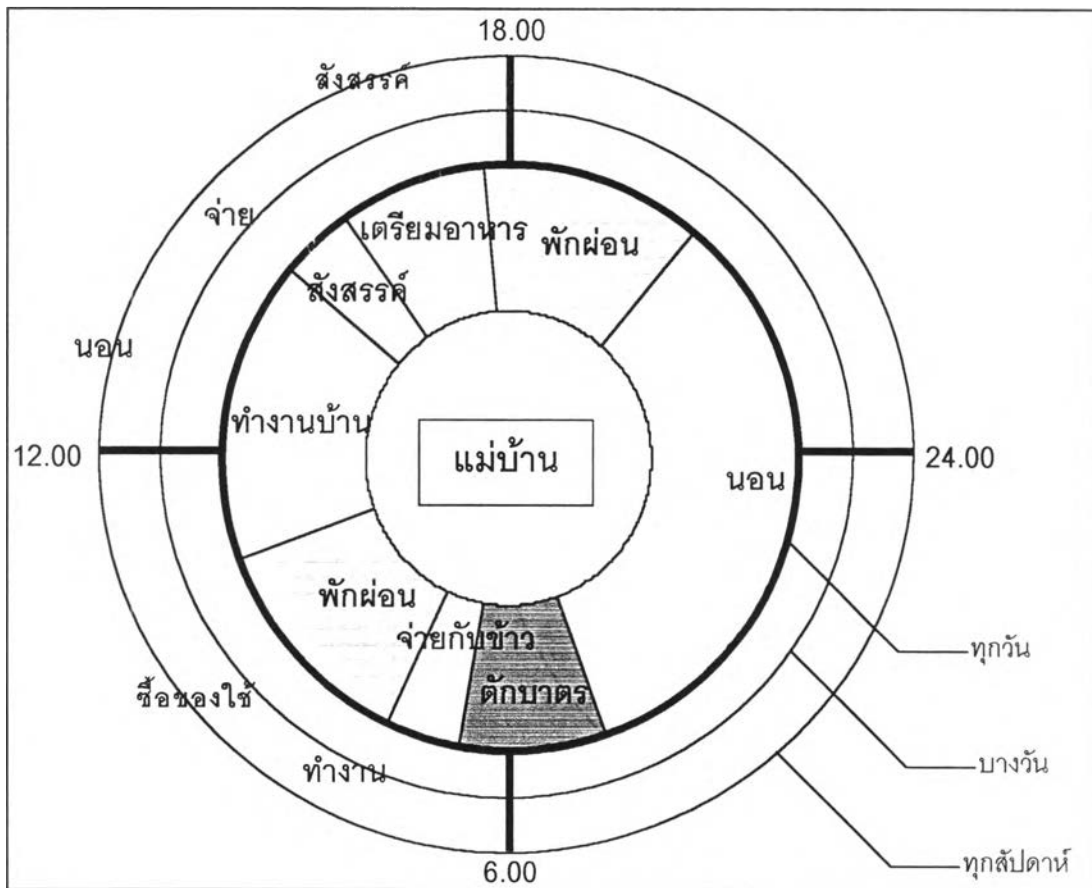 18.00
สังสรรค์
จ่าย
เตรียมอาหาร
พักผ่อน
สังสรรค์
นอน
ทำงานบ้าน
12.00
แม่บ้าน
24.00
นอน
พักผ่อน
จ่ายกับข้าว
ทุกวัน
ซื้อของใช้
ตักบาตร
ทำงาน
บางวัน
ทุกสัปดาห์
6.00